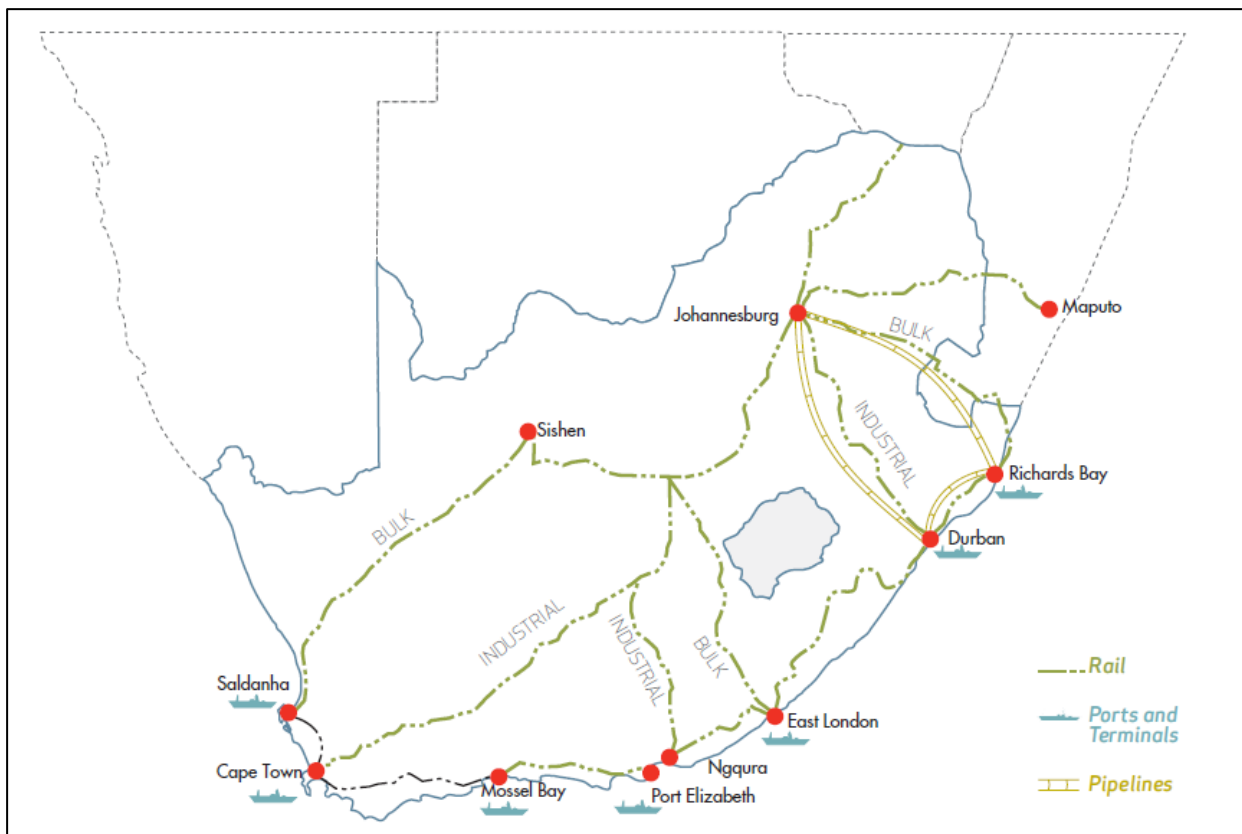 Johannesburg
Maputo
BULK
Sishen
INDUSTRIAL
Richards Bay
BULK
Durban
INDUSTRIAL
INDUSTRIAL
BULK
Rail
Saldanha
East London
Ports and
Terminals
Cape Town
Ngqura
Mossel Bay
Port Elizabeth
Pipelines